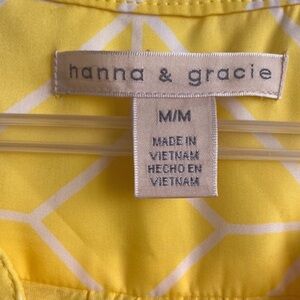 hanna & gracie
M/M
MADE IN
VIETNAM
HECHO EN
VIETNAM